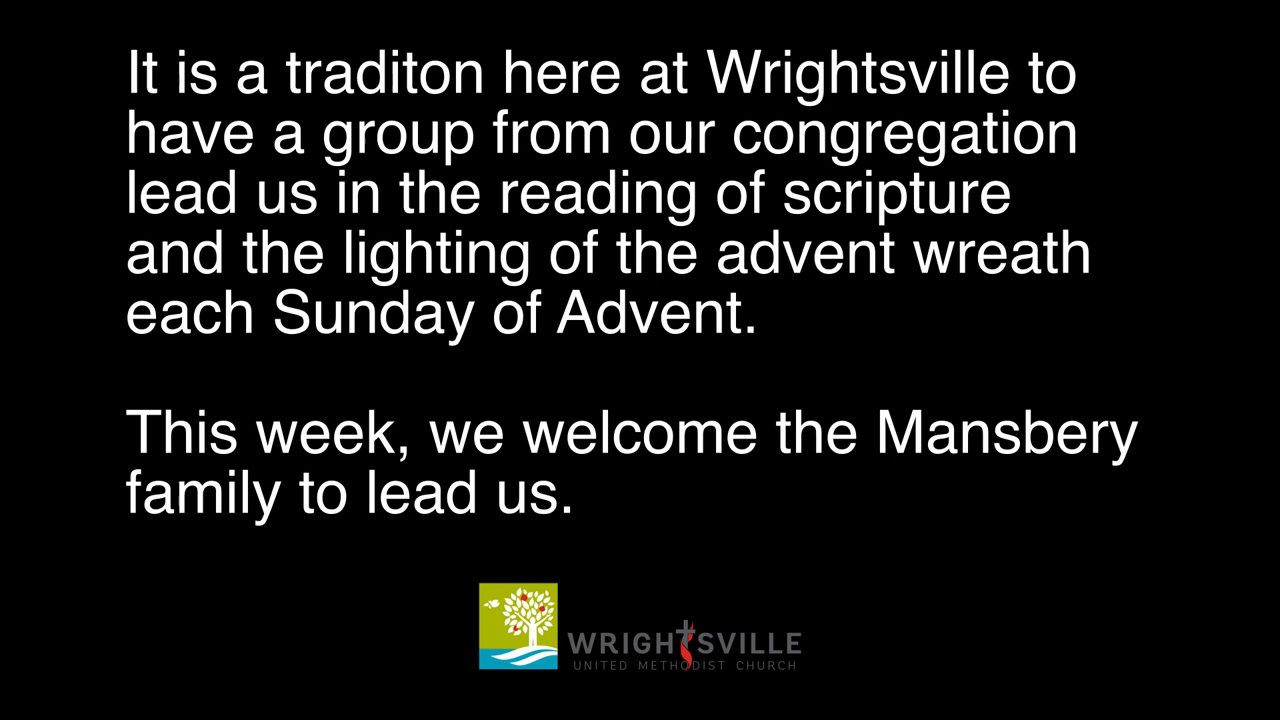 It is a traditon here at Wrightsville to
have a group from our congregation
lead us in the reading of scripture
and the lighting of the advent wreath
each Sunday of Advent.
This week, we welcome the Mansbery
family to lead us.
WRIGHTSVILLE
UNITED METHODIST CHURCH